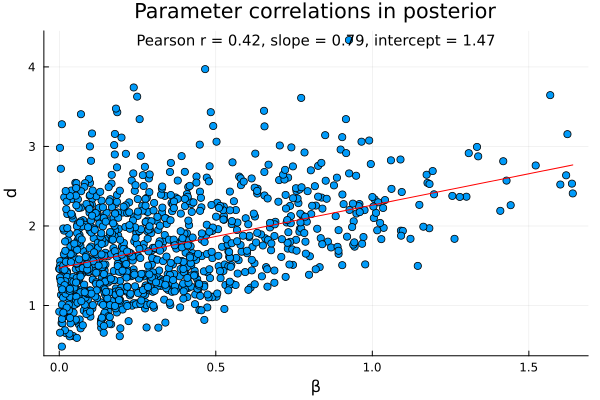 Parameter correlations in posterior
Pearson r = 0.42, slope = 0.79, intercept = 1.47
4
3
2
1
d
0.0 0.5 1.0 1.5
β